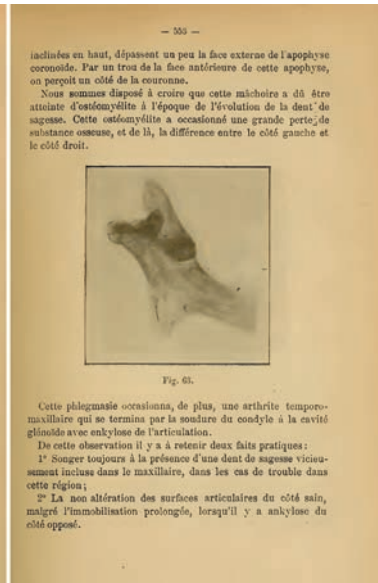 — 555 —
inclinées en haut, dépassent un peu la face externe de l'apophyse
coronoïde. Par un trou de la face antérieure de cette apophyse,
on perçoit un côté de la couronne.
Nous sommes disposé à croire que cette mâchoire a dû être
atteinte d'ostéomyélite à l'époque de l'évolution de la dent de
sagesse. Cette ostéomyélite a occasionné une grande perte de
substance osseuse, et de là, la différence entre le côté gauche et
le côté droit.
Fig. 63.
Cette phlegmasie occasionna, de plus, une arthrite temporo-
maxillaire qui se termina par la soudure du condyle à la cavité
glénoïde avec enkylose de l'articulation.
De cette observation il y a à retenir deux faits pratiques :
1° Songer toujours à la présence d'une dent de sagesse vicieu-
sement incluse dans le maxillaire, dans les cas de trouble dans
cette région ;
2° La non altération des surfaces articulaires du côté sain,
malgré l'immobilisation prolongée, lorsqu'il y a ankylose du
côté opposé.